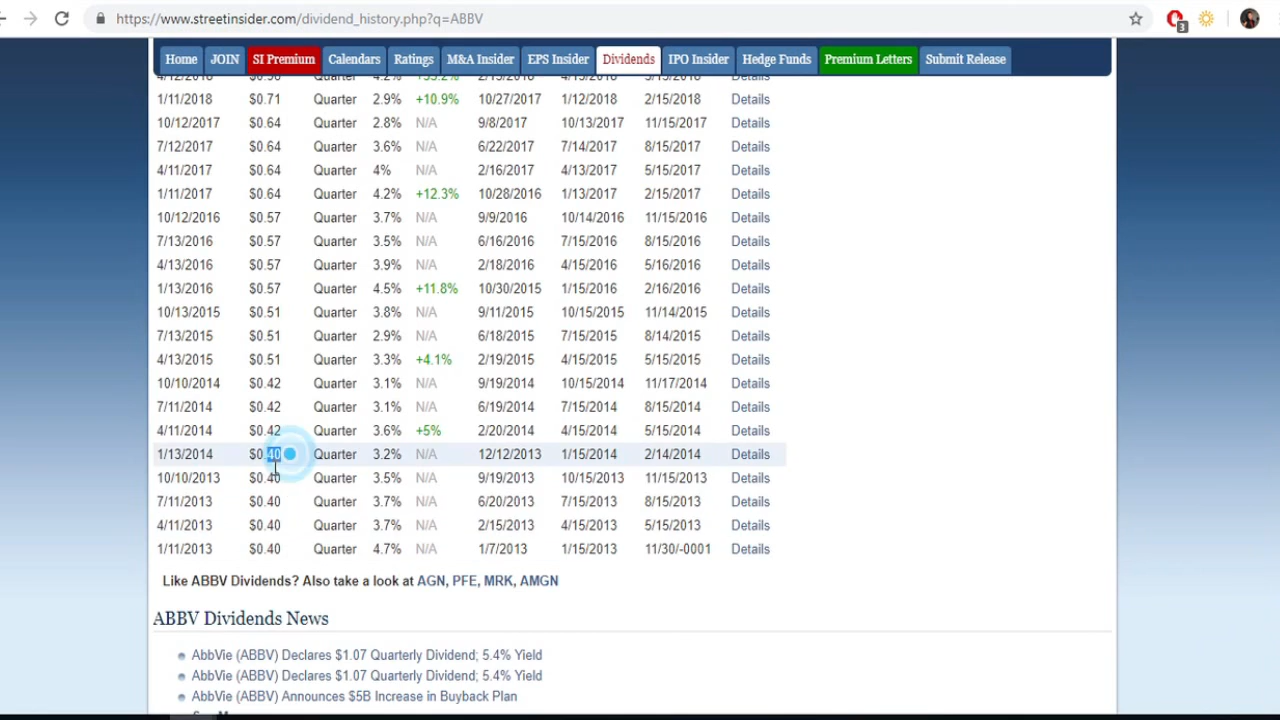 https://www.streetinsider.com/dividend_history.php?q=ABBV
3
Home JOIN SI Premium Calendars Ratings M&A Insider EPS Insider Dividends IPO Insider Hedge Funds Premium Letters Submit Release
1/11/2018 $0.71 Quarter 2.9% +10.9% 10/27/2017 1/12/2018 2/15/2018 Details
10/12/2017 $0.64 Quarter 2.8% N/A 9/8/2017 10/13/2017 11/15/2017 Details
7/12/2017 $0.64 Quarter 3.6% N/A 6/22/2017 7/14/2017 8/15/2017 Details
4/11/2017 $0.64 Quarter 4% N/A 2/16/2017 4/13/2017 5/15/2017 Details
1/11/2017 $0.64 Quarter 4.2% +12.3% 10/28/2016 1/13/2017 2/15/2017 Details
10/12/2016 $0.57 Quarter 3.7% N/A 9/9/2016 10/14/2016 11/15/2016 Details
7/13/2016 $0.57 Quarter 3.5% N/A 6/16/2016 7/15/2016 8/15/2016 Details
4/13/2016 $0.57 Quarter 3.9% N/A 2/18/2016 4/15/2016 5/16/2016 Details
1/13/2016 $0.57 Quarter 4.5% +11.8% 10/30/2015 1/15/2016 2/16/2016 Details
10/13/2015 $0.51 Quarter 3.8% N/A 9/11/2015 10/15/2015 11/14/2015 Details
7/13/2015 $0.51 Quarter 2.9% N/A 6/18/2015 7/15/2015 8/14/2015 Details
4/13/2015 $0.51 Quarter 3.3% +4.1% 2/19/2015 4/15/2015 5/15/2015 Details
10/10/2014 $0.42 Quarter 3.1% N/A 9/19/2014 10/15/2014 11/17/2014 Details
7/11/2014 $0.42 Quarter 3.1% N/A 6/19/2014 7/15/2014 8/15/2014 Details
4/11/2014 $0.42 Quarter 3.6% +5% 2/20/2014 4/15/2014 5/15/2014 Details
1/13/2014 $0.40 Quarter 3.2% N/A 12/12/2013 1/15/2014 2/14/2014 Details
10/10/2013 $0.40 Quarter 3.5% N/A 9/19/2013 10/15/2013 11/15/2013 Details
7/11/2013 $0.40 Quarter 3.7% N/A 6/20/2013 7/15/2013 8/15/2013 Details
4/11/2013 $0.40 Quarter 3.7% N/A 2/15/2013 4/15/2013 5/15/2013 Details
1/11/2013 $0.40 Quarter 4.7% N/A 1/7/2013 1/15/2013 11/30/-0001 Details
Like ABBV Dividends? Also take a look at AGN, PFE, MRK, AMGN
ABBV Dividends News
AbbVie (ABBV) Declares $1.07 Quarterly Dividend; 5.4% Yield
AbbVie (ABBV) Declares $1.07 Quarterly Dividend; 5.4% Yield
AbbVie (ABBV) Announces $5B Increase in Buyback Plan